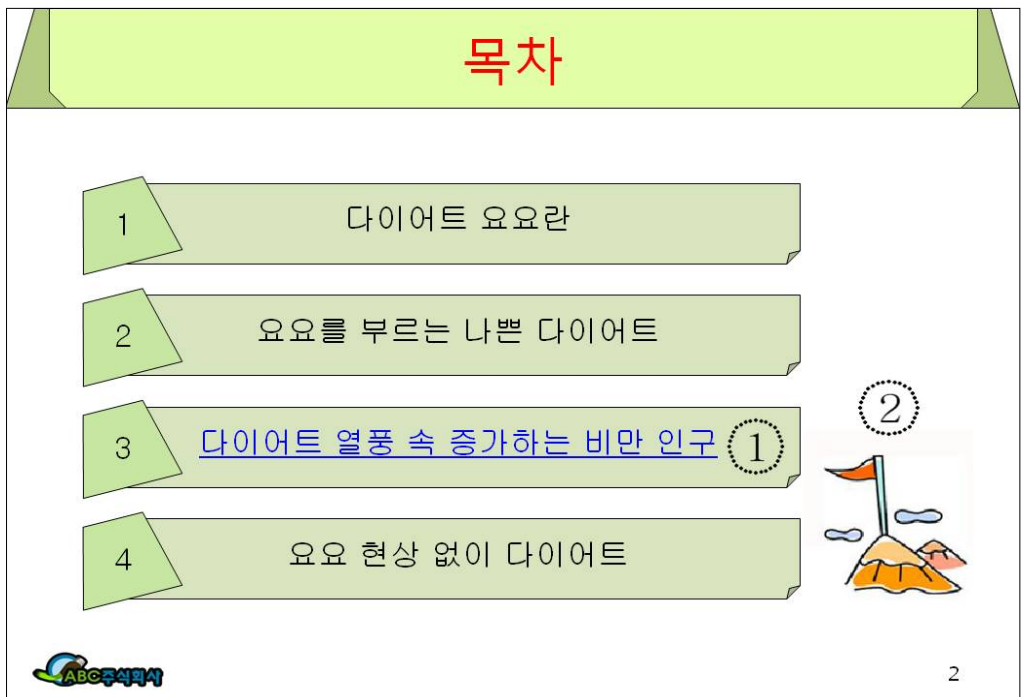 목차
1
다이어트 요요란
2
요요를 부르는 나쁜 다이어트
3
다이어트 열풍 속 증가하는 비만 인구
①
②
4
요요 현상 없이 다이어트
ABC주식회사
2